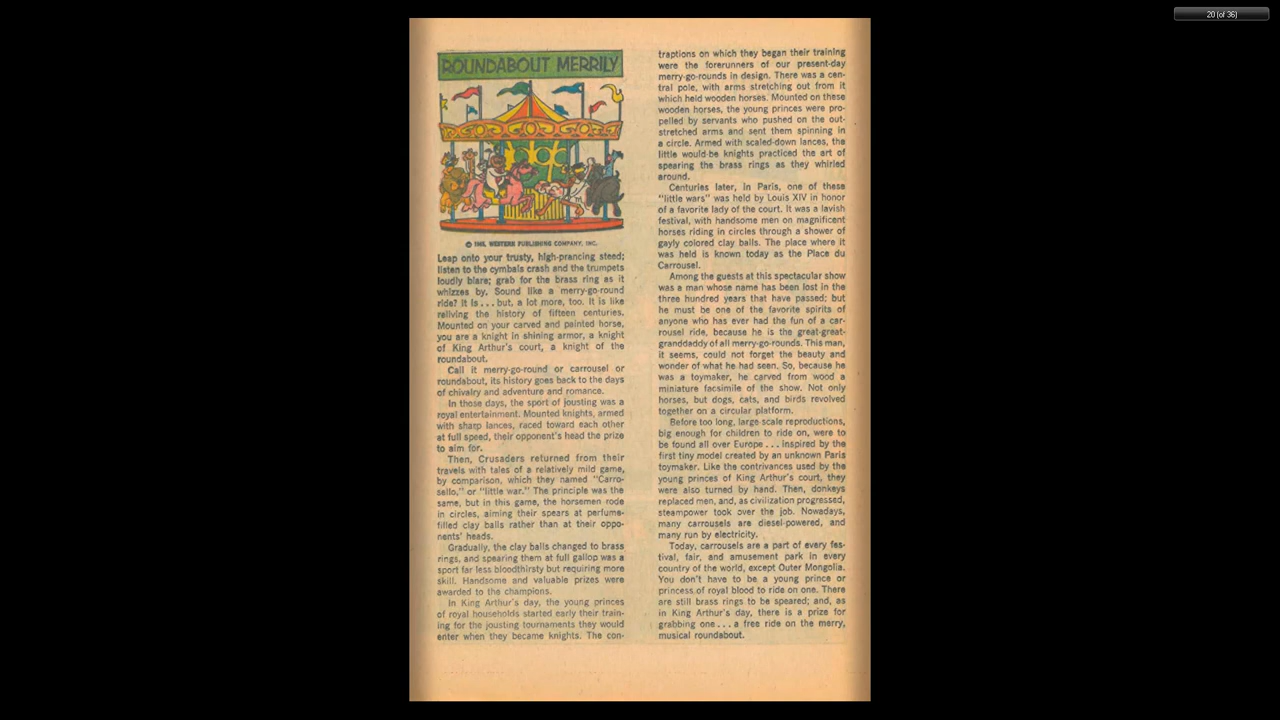 20 (of 36)
ROUNDABOUT MERRILY
WESTERN PUBLISHING COMPANY, INC.
Leap onto your trusty, high-prancing steed;
listen to the cymbals crash and the trumpets
loudly blare; grab for the brass ring as it
whizzes by. Sound like a merry-go-round
ride? It is . . . but, a lot more, too. It is like
reliving the history of fifteen centuries.
Mounted on your carved and painted horse,
you are a knight in shining armor, a knight
of King Arthur's court, a knight of the
roundabout.
Call it merry-go-round or carrousel or
roundabout, its history goes back to the days
of chivalry and adventure and romance.
In those days, the sport of jousting was a
royal entertainment. Mounted knights, armed
with sharp lances, raced toward each other
at full speed, their opponent's head the prize
to aim for.
Then, Crusaders returned from their
travels with tales of a relatively mild game,
by comparison, which they named "Carro-
sello," or "little war." The principle was the
same, but in this game, the horsemen rode
in circles, aiming their spears at perfume-
filled clay balls rather than at their oppo-
nents' heads.
Gradually, the clay balls changed to brass
rings, and spearing them at full gallop was a
sport far less bloodthirsty but requiring more
skill. Handsome and valuable prizes were
awarded to the champions.
In King Arthur's day, the young princes
of royal households started early their train-
ing for the jousting tournaments they would
enter when they became knights. The con-
traptions on which they began their training
were the forerunners of our present-day
merry-go-rounds in design. There was a cen-
tral pole, with arms stretching out from it
which held wooden horses. Mounted on these
wooden horses, the young princes were pro-
pelled by servants who pushed on the out-
stretched arms and sent them spinning in
a circle. Armed with scaled-down lances, the
little would-be knights practiced the art of
spearing the brass rings as they whirled
around.
Centuries later, in Paris, one of these
"little wars" was held by Louis XIV in honor
of a favorite lady of the court. It was a lavish
festival, with handsome men on magnificent
horses riding in circles through a shower of
gayly colored clay balls. The place where it
was held is known today as the Place du
Carrousel.
Among the guests at this spectacular show
was a man whose name has been lost in the
three hundred years that have passed; but
he must be one of the favorite spirits of
anyone who has ever had the fun of a car-
rousel ride, because he is the great-great-
granddaddy of all merry-go-rounds. This man,
it seems, could not forget the beauty and
wonder of what he had seen. So, because he
was a toymaker, he carved from wood a
miniature facsimile of the show. Not only
horses, but dogs, cats, and birds revolved
together on a circular platform.
Before too long, large-scale reproductions,
big enough for children to ride on, were to
be found all over Europe . . . inspired by the
first tiny model created by an unknown Paris
toymaker. Like the contrivances used by the
young princes of King Arthur's court, they
were also turned by hand. Then, donkeys
replaced men, and, as civilization progressed,
steampower took over the job. Nowadays,
many carrousels are diesel-powered, and
many run by electricity.
Today, carrousels are a part of every fes-
tival, fair, and amusement park in every
country of the world, except Outer Mongolia.
You don't have to be a young prince or
princess of royal blood to ride on one. There
are still brass rings to be speared; and, as
in King Arthur's day, there is a prize for
grabbing one . . . a free ride on the merry,
musical roundabout.